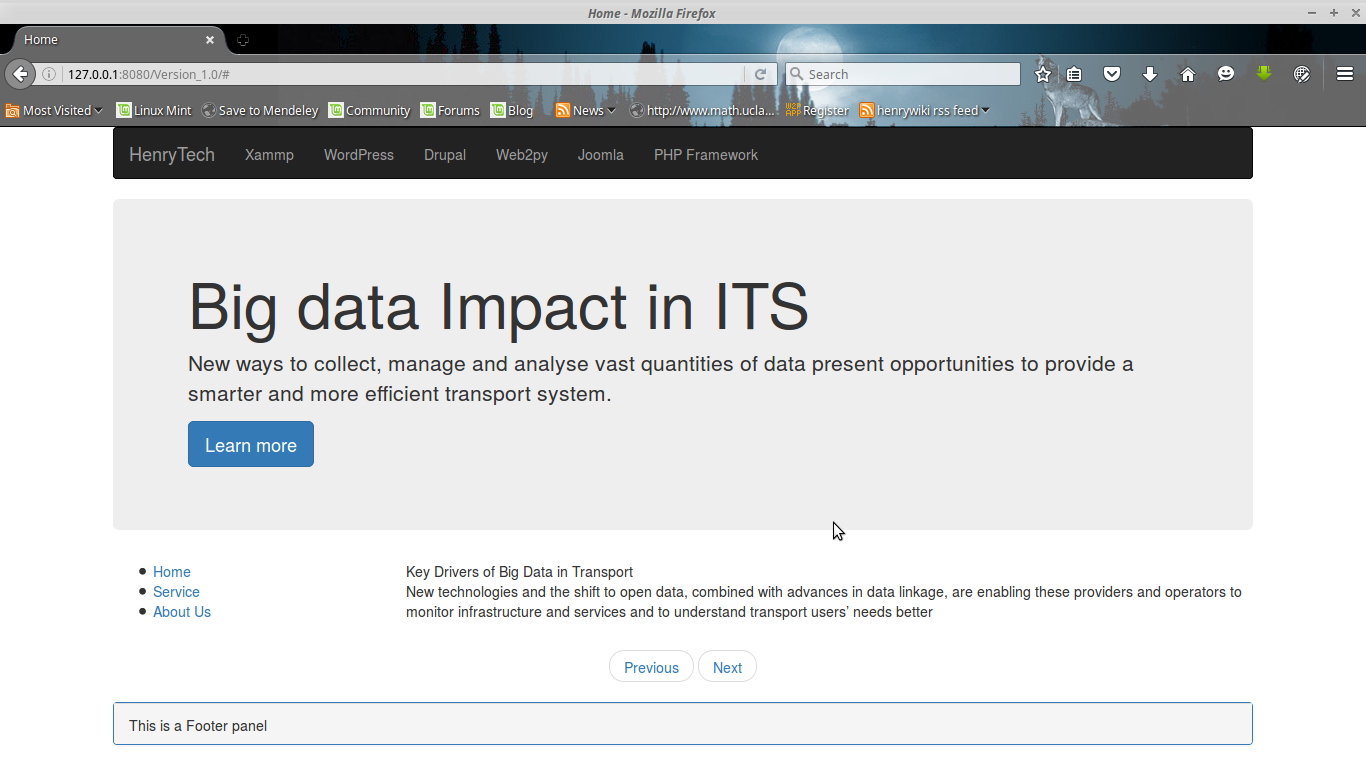 Home - Mozilla Firefox
Home
127.0.0.1:8080/Version_1.0/#
Search
Most Visited Linux Mint Save to Mendeley Community Forums Blog News http://www.math.ucla... Register henrywiki rss feed
HenryTech Xammp WordPress Drupal Web2py Joomla PHP Framework
Big data Impact in ITS
New ways to collect, manage and analyse vast quantities of data present opportunities to provide a
smarter and more efficient transport system.
Learn more
Home
Service
About Us
Key Drivers of Big Data in Transport
New technologies and the shift to open data, combined with advances in data linkage, are enabling these providers and operators to
monitor infrastructure and services and to understand transport users’ needs better
Previous Next
This is a Footer panel